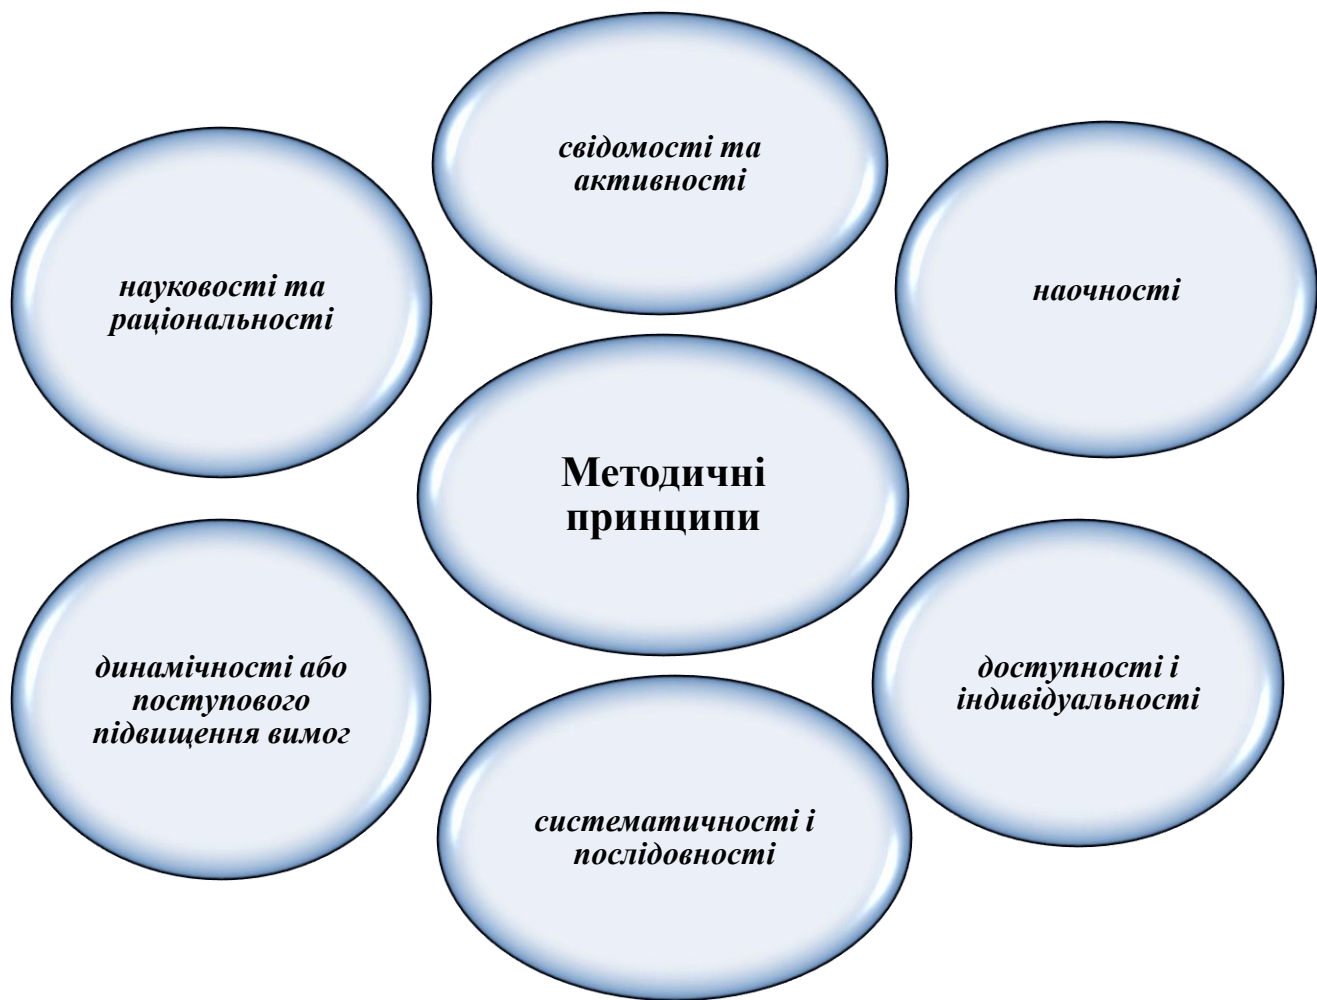 свідомості та
активності
науковості та
раціональності
наочності
Методичні
принципи
динамічності або
поступового
підвищення вимог
доступності і
індивідуальності
систематичності і
послідовності